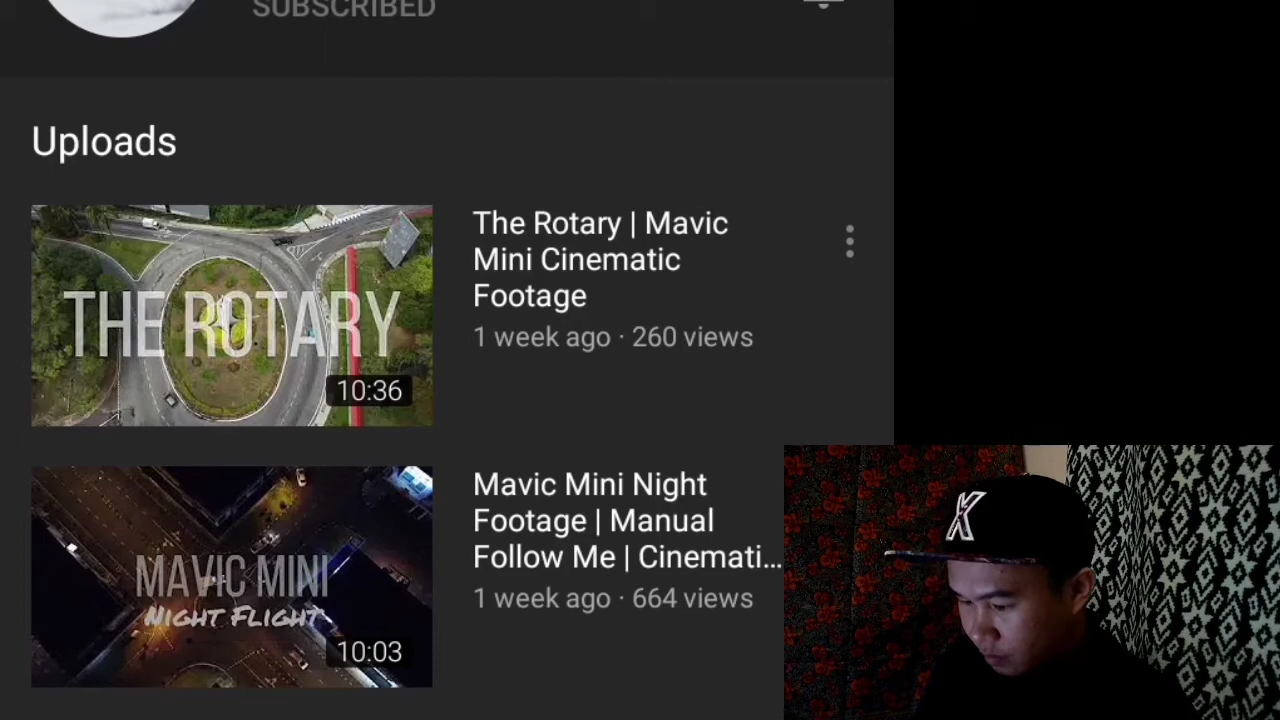 SUBSCRIBED
Uploads
THE ROTARY
10:36
The Rotary | Mavic
Mini Cinematic
Footage
1 week ago · 260 views
MAVIC MINI
NIGHT FLIGHT
10:03
Mavic Mini Night
Footage | Manual
Follow Me | Cinemati...
1 week ago · 664 views
X